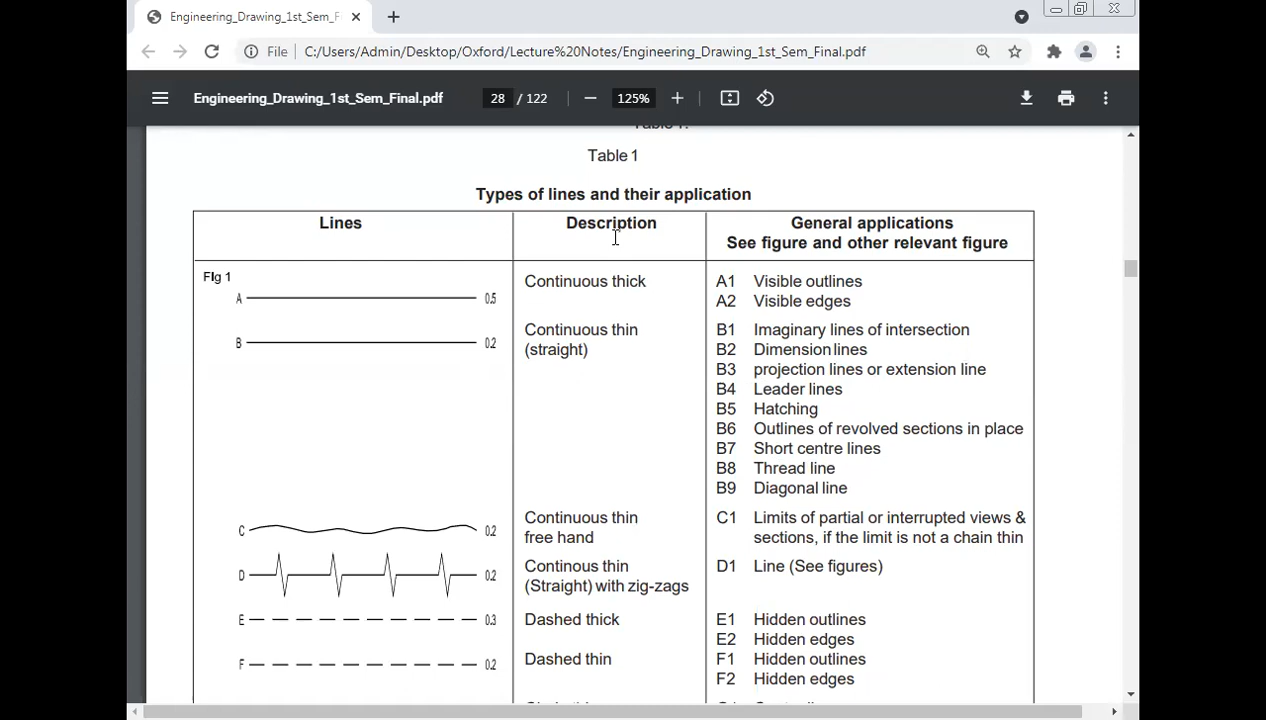 Engineering_Drawing_1st_Sem_F
File C:/Users/Admin/Desktop/Oxford/Lecture%20Notes/Engineering_Drawing_1st_Sem_Final.pdf
Engineering_Drawing_1st_Sem_Final.pdf 28 / 122 125%
Table 1.
Table 1
Types of lines and their application
Lines Description General applications
See figure and other relevant figure
FIg 1
A 0.5 Continuous thick A1 Visible outlines
A2 Visible edges
B 0.2 Continuous thin B1 Imaginary lines of intersection
(straight) B2 Dimension lines
B3 projection lines or extension line
B4 Leader lines
B5 Hatching
B6 Outlines of revolved sections in place
B7 Short centre lines
B8 Thread line
B9 Diagonal line
C 0.2 Continuous thin C1 Limits of partial or interrupted views &
free hand sections, if the limit is not a chain thin
D 0.2 Continous thin D1 Line (See figures)
(Straight) with zig-zags
E 0.3 Dashed thick E1 Hidden outlines
E2 Hidden edges
F 0.2 Dashed thin F1 Hidden outlines
F2 Hidden edges